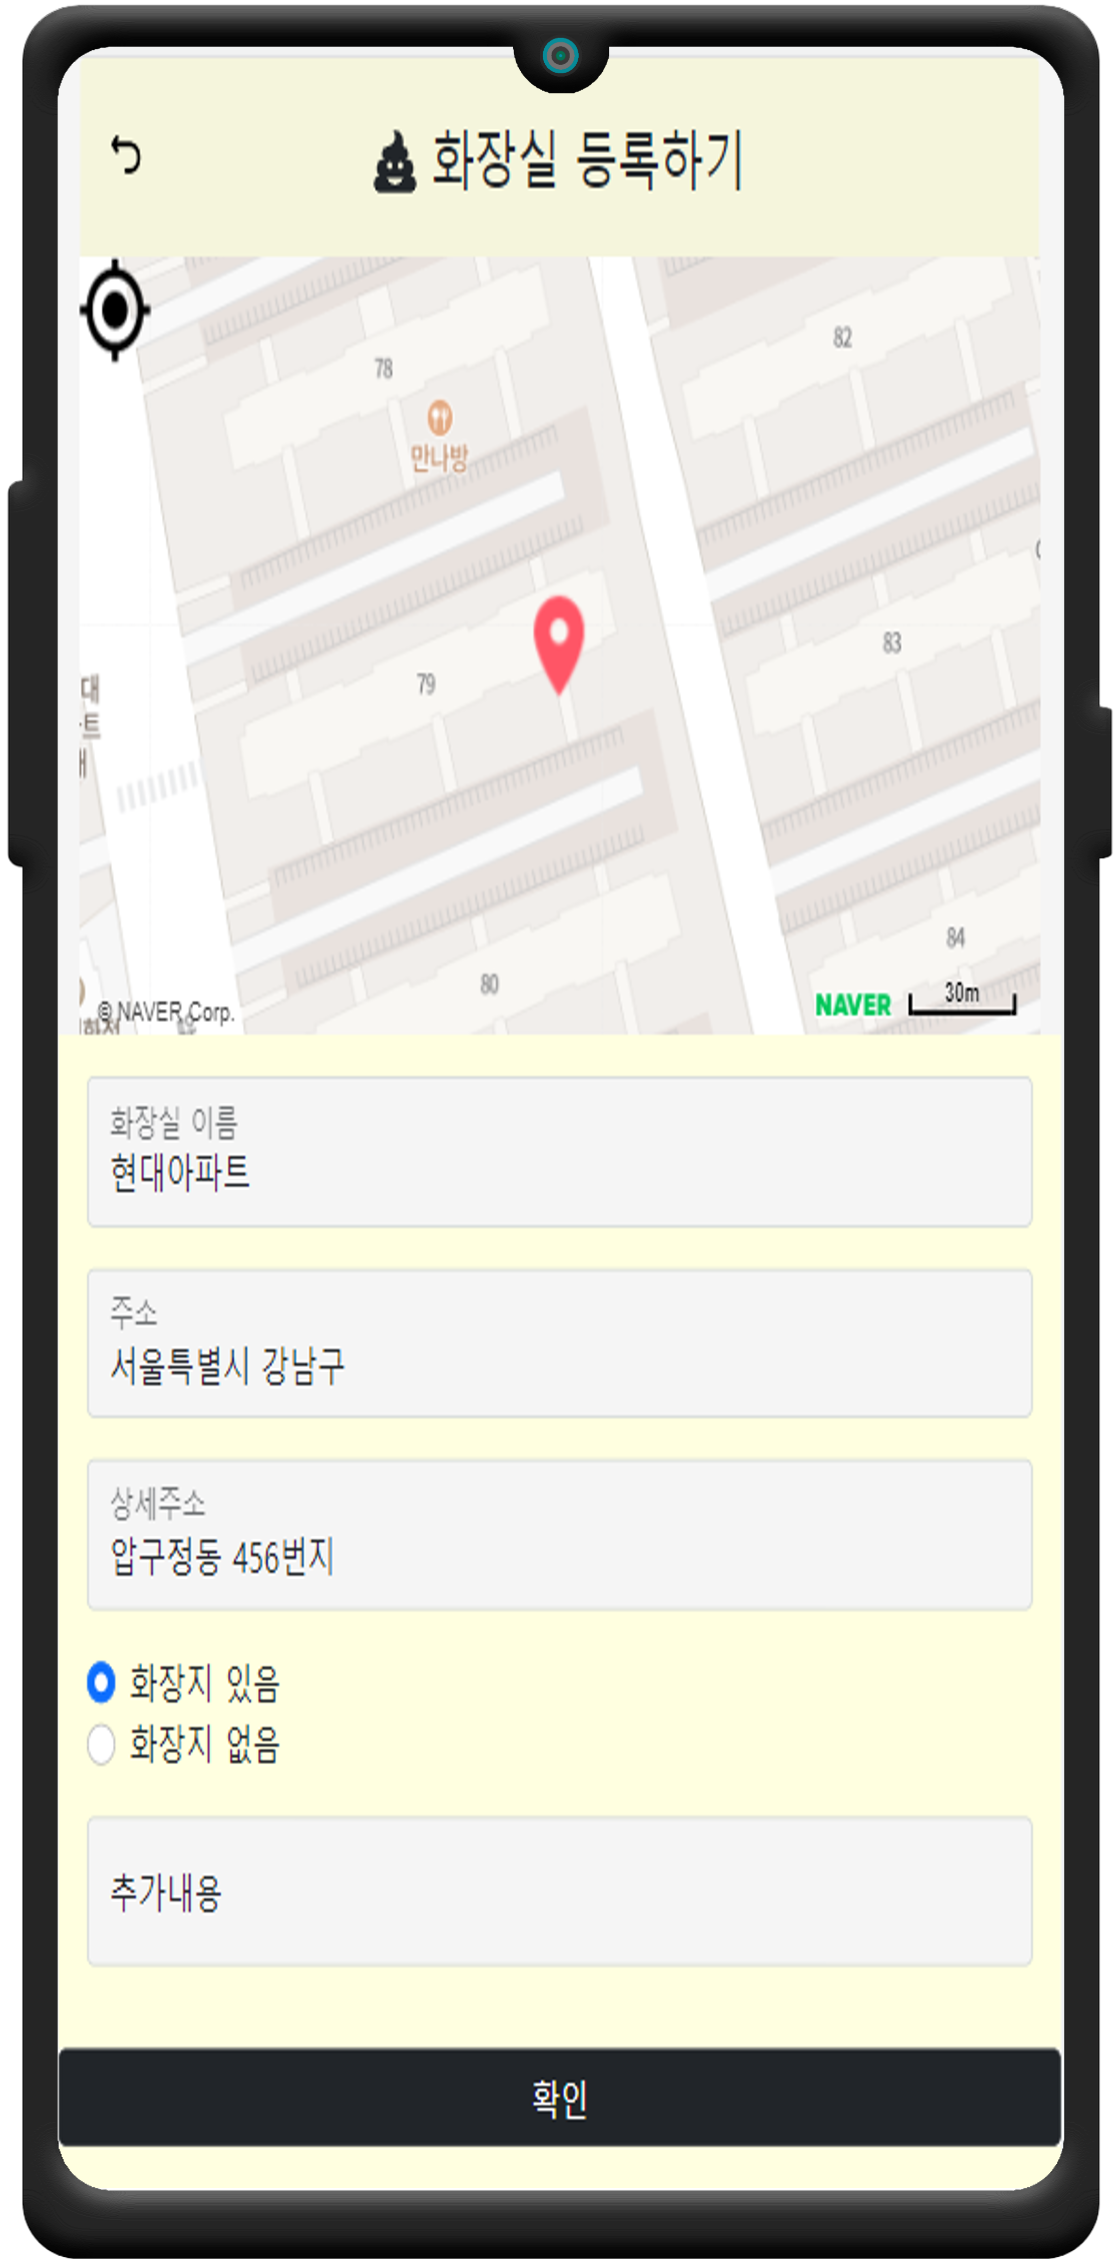 화장실 등록하기
78
82
만나방
83
79
대
트
84
80
© NAVER Corp.
NAVER
30m
화장실 이름
현대아파트
주소
서울특별시 강남구
상세주소
압구정동 456번지
화장지 있음
화장지 없음
추가내용
확인